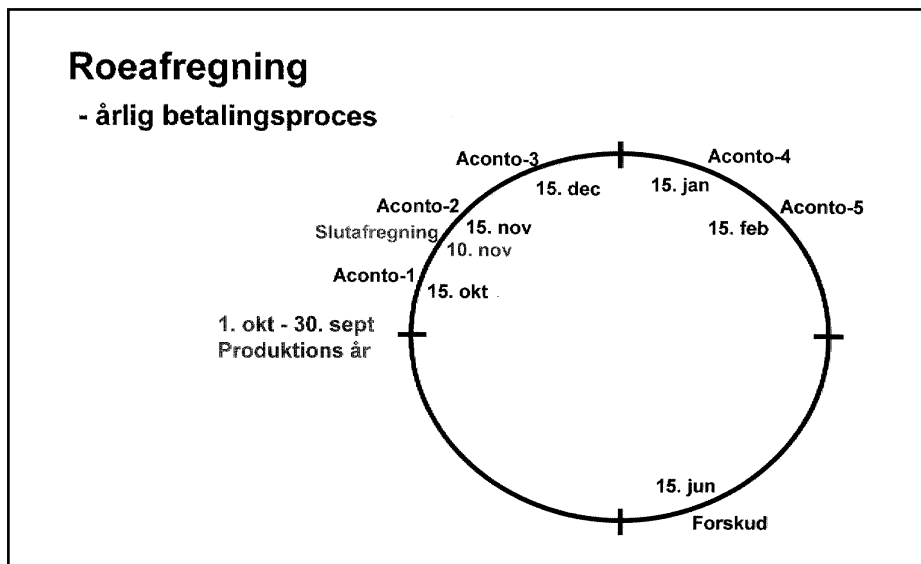 Roeafregning
- årlig betalingsproces
Aconto-3
Aconto-4
15. dec
15. jan
Aconto-2
Aconto-5
15. nov
15. feb
Slutafregning
10. nov
Aconto-1
15. okt
1. okt - 30. sept
Produktions år
15. jun
Forskud